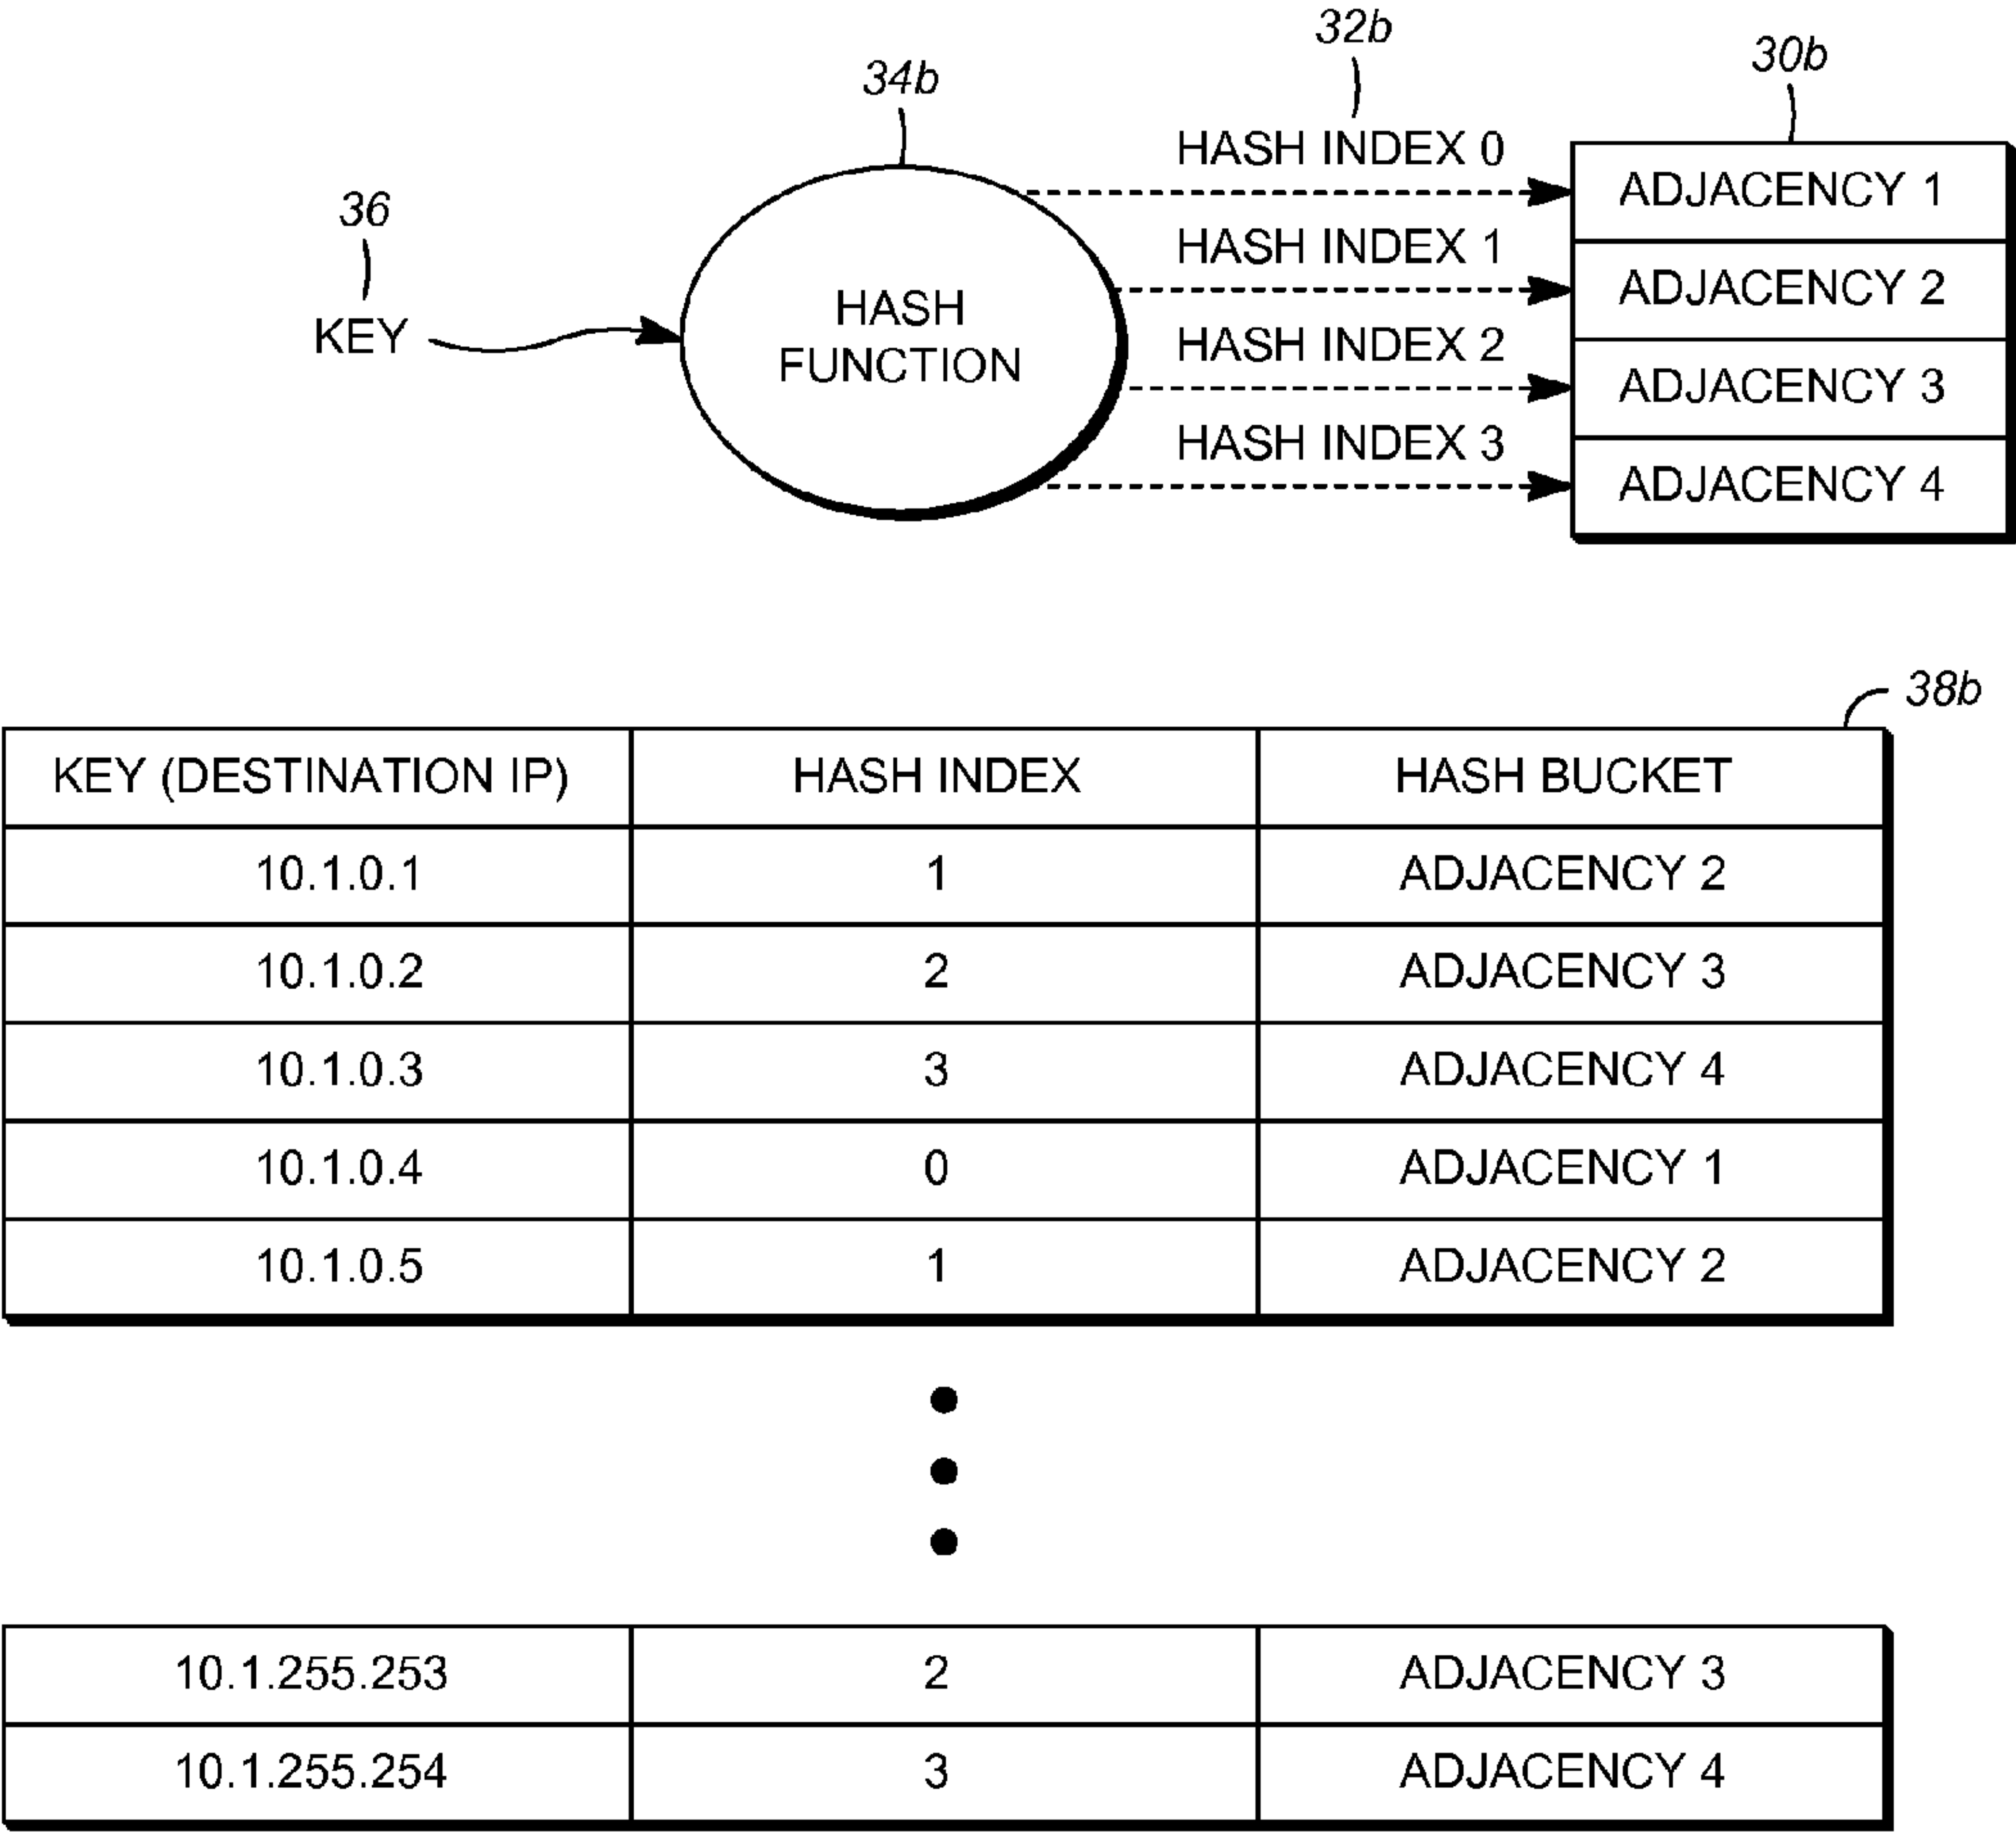 32b
30b
34b
HASH INDEX 0
ADJACENCY 1
36
HASH INDEX 1
ADJACENCY 2
KEY
HASH
FUNCTION
HASH INDEX 2
ADJACENCY 3
HASH INDEX 3
ADJACENCY 4
38b
KEY (DESTINATION IP) HASH INDEX HASH BUCKET
10.1.0.1 1 ADJACENCY 2
10.1.0.2 2 ADJACENCY 3
10.1.0.3 3 ADJACENCY 4
10.1.0.4 0 ADJACENCY 1
10.1.0.5 1 ADJACENCY 2
10.1.255.253 2 ADJACENCY 3
10.1.255.254 3 ADJACENCY 4